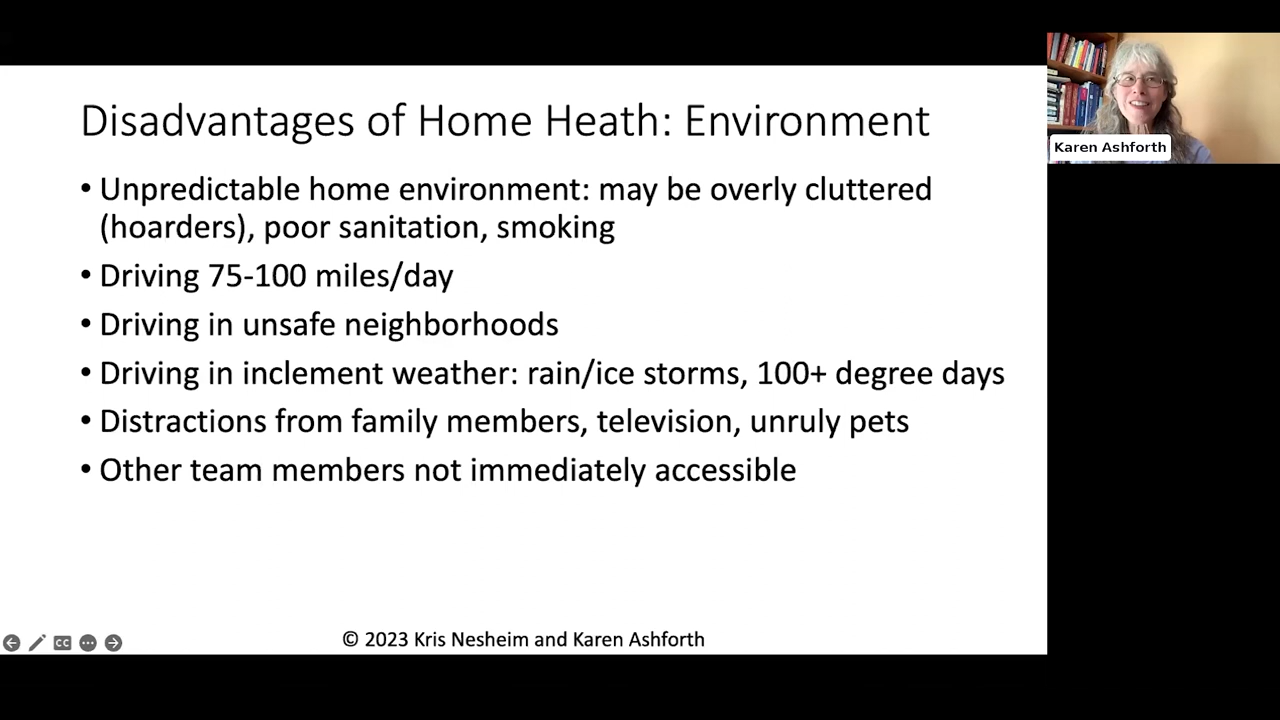 Disadvantages of Home Heath: Environment
• Unpredictable home environment: may be overly cluttered
(hoarders), poor sanitation, smoking
• Driving 75-100 miles/day
• Driving in unsafe neighborhoods
• Driving in inclement weather: rain/ice storms, 100+ degree days
• Distractions from family members, television, unruly pets
• Other team members not immediately accessible
© 2023 Kris Nesheim and Karen Ashforth
CC
Karen Ashforth